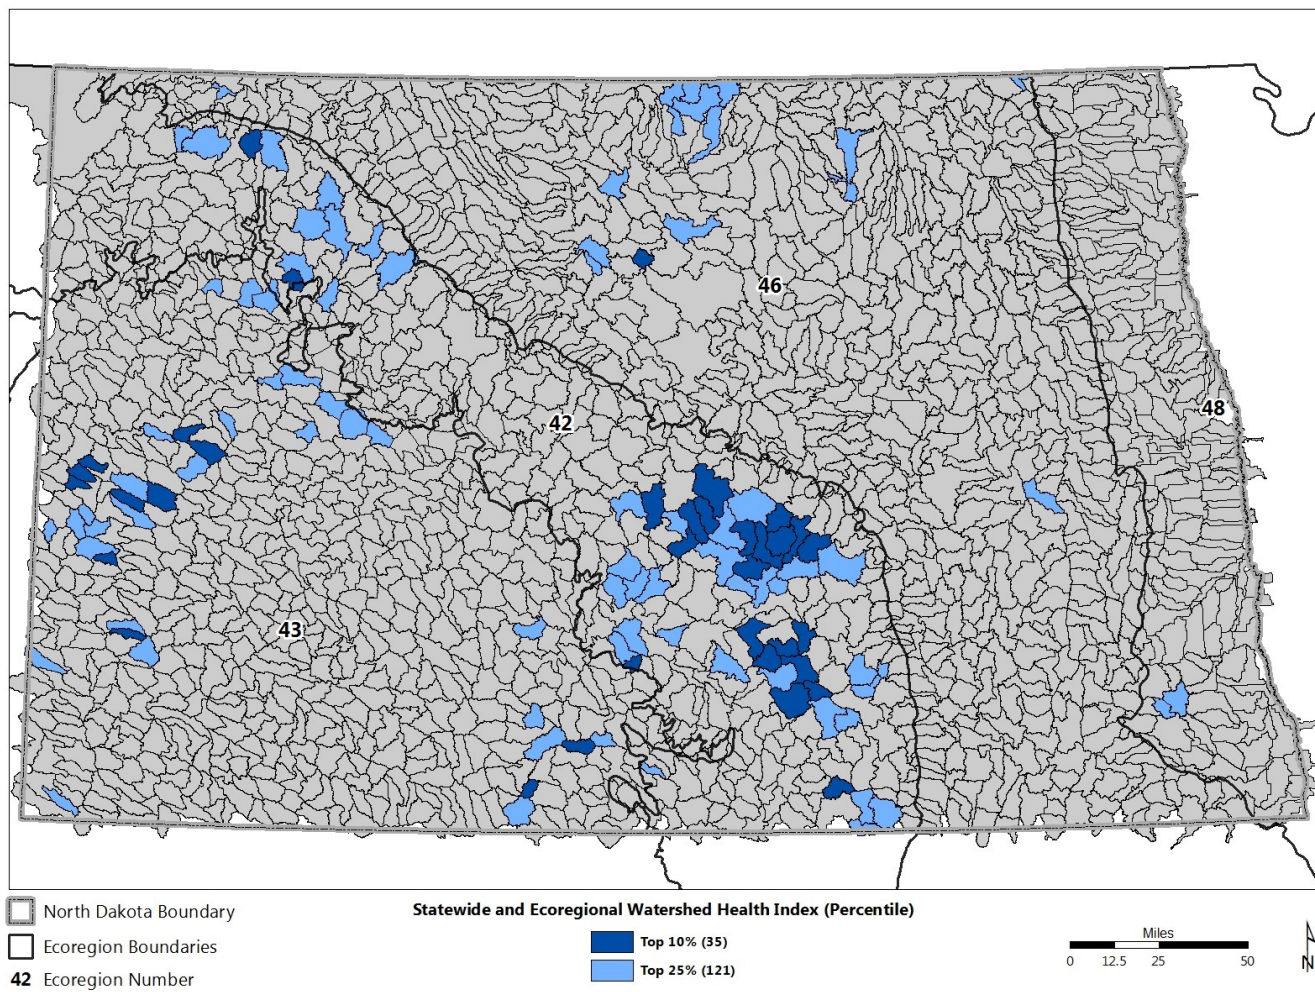 46
48
42
43
North Dakota Boundary
Ecoregion Boundaries
42 Ecoregion Number
Statewide and Ecoregional Watershed Health Index (Percentile)
Top 10% (35)
Top 25% (121)
Miles
0 12.5 25 50
N